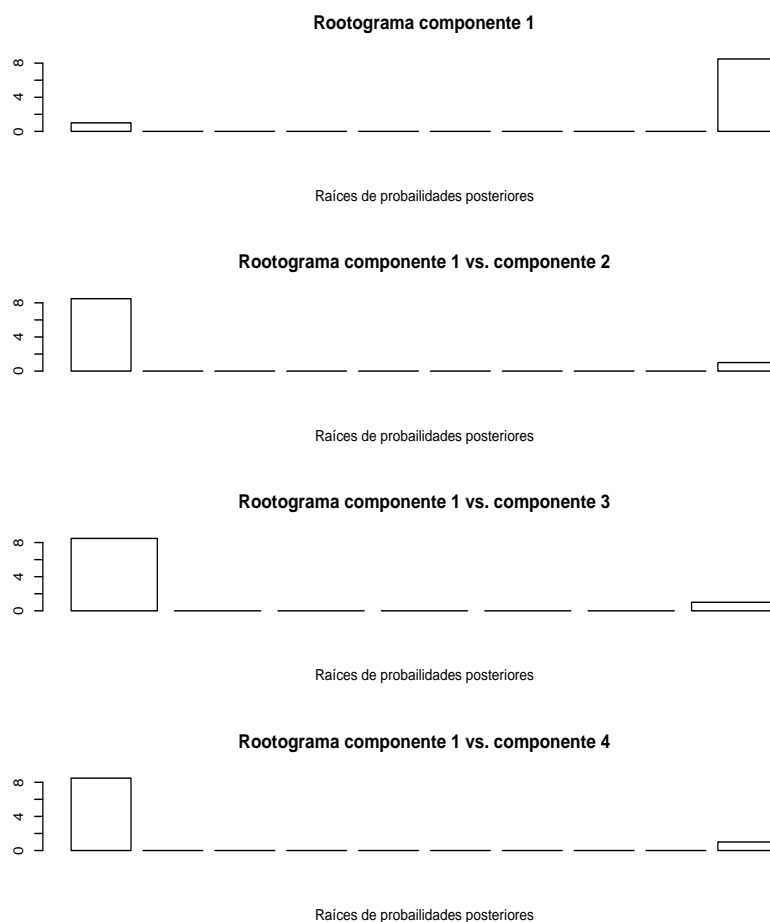 Rootograma componente 1
8
4
0
Raíces de probailidades posteriores
Rootograma componente 1 vs. componente 2
8
4
0
Raíces de probailidades posteriores
Rootograma componente 1 vs. componente 3
8
4
0
Raíces de probailidades posteriores
Rootograma componente 1 vs. componente 4
8
4
0
Raíces de probailidades posteriores